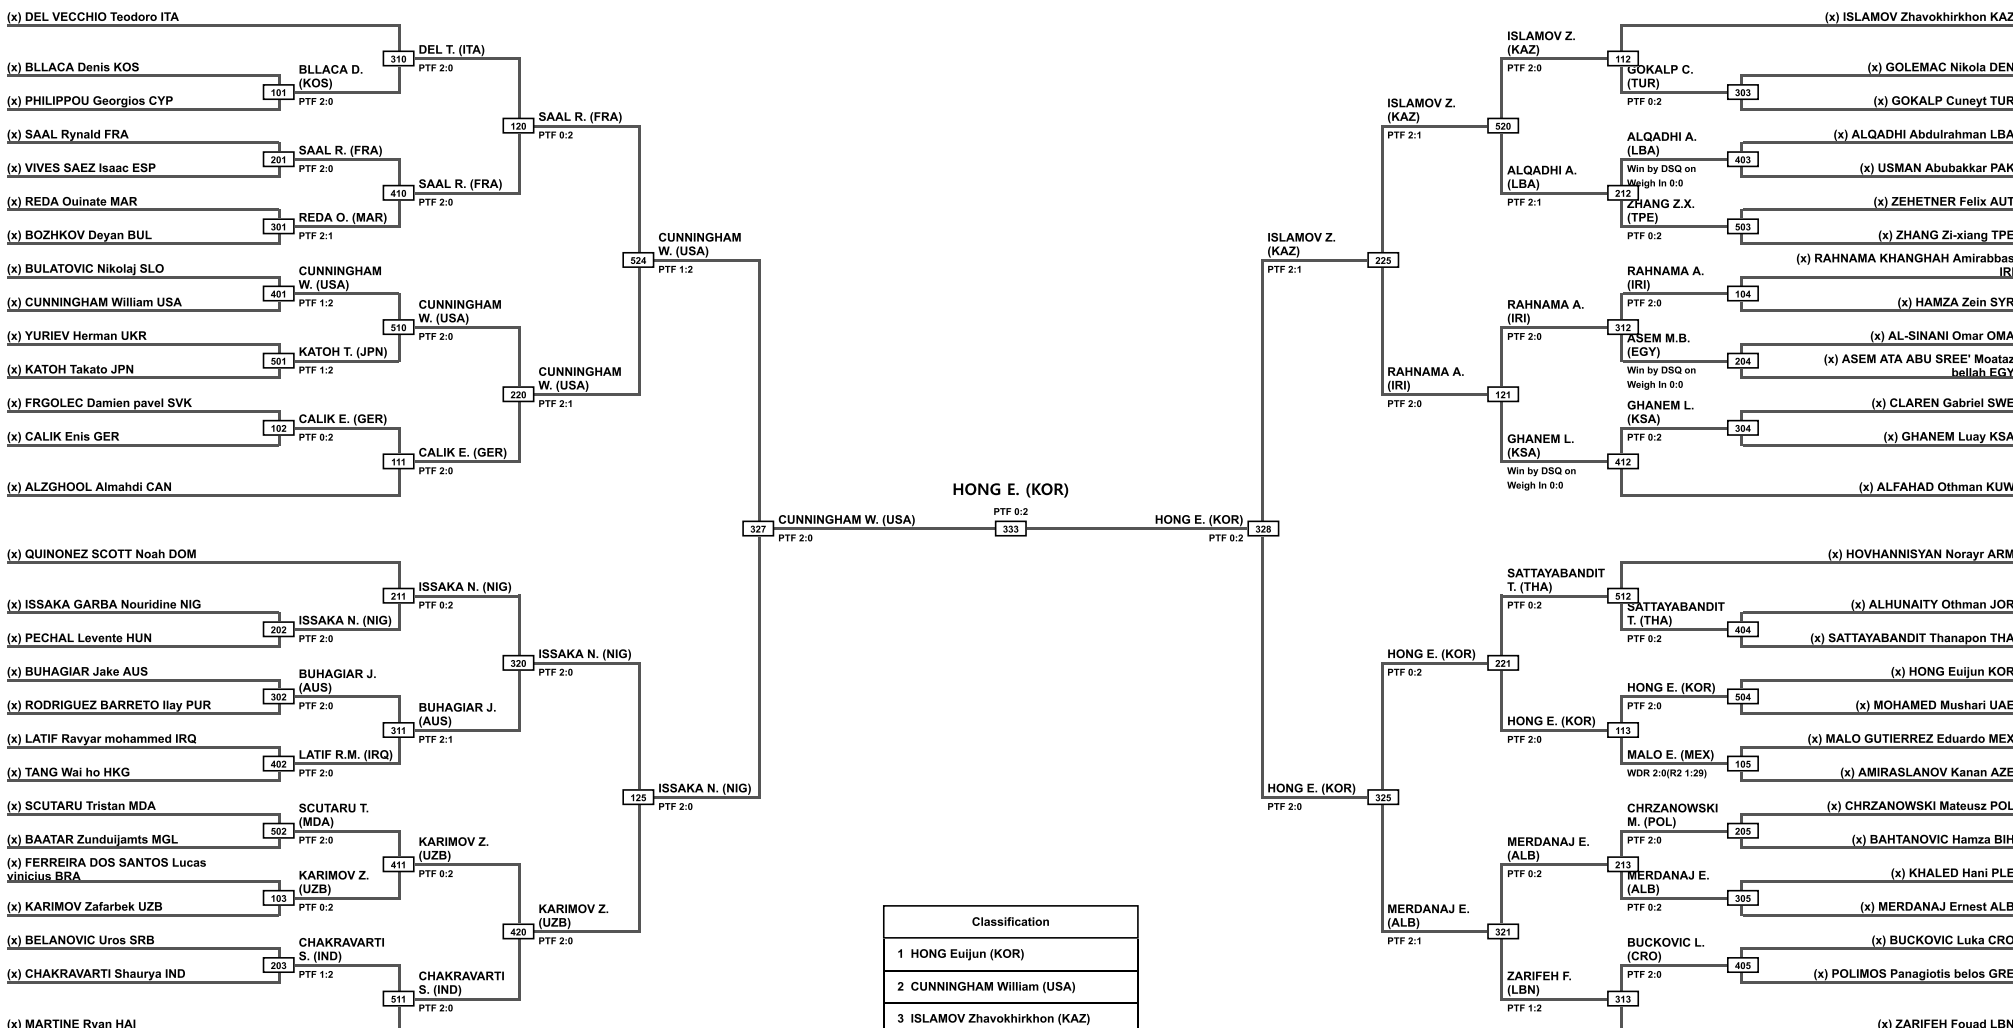 (x) DEL VECCHIO Teodoro ITA
(x) BLLACA Denis KOS
(x) PHILIPPOU Georgios CYP
(x) SAAL Rynald FRA
(x) VIVES SAEZ Isaac ESP
(x) REDA Ouinate MAR
(x) BOZHKOV Deyan BUL
(x) BULATOVIC Nikolaj SLO
(x) CUNNINGHAM William USA
(x) YURIEV Herman UKR
(x) KATOH Takato JPN
(x) FRGOLEC Damien pavel SVK
(x) CALIK Enis GER
(x) ALZGHOOL Almahdi CAN
(x) QUINONEZ SCOTT Noah DOM
(x) ISSAKA GARBA Nouridine NIG
(x) PECHAL Levente HUN
(x) BUHAGIAR Jake AUS
(x) RODRIGUEZ BARRETO Ilay PUR
(x) LATIF Ravyar mohammed IRQ
(x) TANG Wai ho HKG
(x) SCUTARU Tristan MDA
(x) BAATAR Zunduijamts MGL
(x) FERREIRA DOS SANTOS Lucas
vinicius BRA
(x) KARIMOV Zafarbek UZB
(x) BELANOVIC Uros SRB
(x) CHAKRAVARTI Shaurya IND
(x) MARTINE Ryan HAI
101
BLLACA D.
(KOS)
PTF 2:0
201
SAAL R. (FRA)
PTF 2:0
301
REDA O. (MAR)
PTF 2:1
401
CUNNINGHAM
W. (USA)
PTF 1:2
501
KATOH T. (JPN)
PTF 1:2
102
CALIK E. (GER)
PTF 0:2
202
ISSAKA N. (NIG)
PTF 2:0
302
BUHAGIAR J.
(AUS)
PTF 2:0
402
LATIF R.M. (IRQ)
PTF 2:0
502
SCUTARU T.
(MDA)
PTF 2:0
103
KARIMOV Z.
(UZB)
PTF 0:2
203
CHAKRAVARTI
S. (IND)
PTF 1:2
310
DEL T. (ITA)
PTF 2:0
410
SAAL R. (FRA)
PTF 2:0
510
CUNNINGHAM
W. (USA)
PTF 2:0
111
CALIK E. (GER)
PTF 2:0
211
ISSAKA N. (NIG)
PTF 0:2
311
BUHAGIAR J.
(AUS)
PTF 2:1
411
KARIMOV Z.
(UZB)
PTF 0:2
511
CHAKRAVARTI
S. (IND)
PTF 2:0
120
SAAL R. (FRA)
PTF 0:2
220
CUNNINGHAM
W. (USA)
PTF 2:1
320
ISSAKA N. (NIG)
PTF 2:0
420
KARIMOV Z.
(UZB)
PTF 2:0
524
CUNNINGHAM
W. (USA)
PTF 1:2
125
ISSAKA N. (NIG)
PTF 2:0
327
CUNNINGHAM W. (USA)
PTF 2:0
HONG E. (KOR)
PTF 0:2
333
HONG E. (KOR)
PTF 0:2
328
ISLAMOV Z.
(KAZ)
PTF 2:1
225
HONG E. (KOR)
PTF 2:0
325
ISLAMOV Z.
(KAZ)
PTF 2:1
520
RAHNAMA A.
(IRI)
PTF 2:0
121
HONG E. (KOR)
PTF 0:2
221
MERDANAJ E.
(ALB)
PTF 2:1
321
ISLAMOV Z.
(KAZ)
PTF 2:0
112
ALQADHI A.
(LBA)
PTF 2:1
212
RAHNAMA A.
(IRI)
PTF 2:0
312
GHANEM L.
(KSA)
Win by DSQ on
Weigh In 0:0
412
SATTAYABANDIT
T. (THA)
PTF 0:2
512
HONG E. (KOR)
PTF 2:0
113
MERDANAJ E.
(ALB)
PTF 0:2
213
ZARIFEH F.
(LBN)
PTF 1:2
313
GOKALP C.
(TUR)
PTF 0:2
303
ALQADHI A.
(LBA)
Win by DSQ on
Weigh In 0:0
403
ZHANG Z.X.
(TPE)
PTF 0:2
503
RAHNAMA A.
(IRI)
PTF 2:0
104
ASEM M.B.
(EGY)
Win by DSQ on
Weigh In 0:0
204
GHANEM L.
(KSA)
PTF 0:2
304
SATTAYABANDIT
T. (THA)
PTF 0:2
404
HONG E. (KOR)
PTF 2:0
504
MALO E. (MEX)
WDR 2:0(R2 1:29)
105
CHRZANOWSKI
M. (POL)
PTF 2:0
205
MERDANAJ E.
(ALB)
PTF 0:2
305
BUCKOVIC L.
(CRO)
PTF 2:0
405
(x) ISLAMOV Zhavokhirkhon KAZ
(x) GOLEMAC Nikola DEN
(x) GOKALP Cuneyt TUR
(x) ALQADHI Abdulrahman LBA
(x) USMAN Abubakkar PAK
(x) ZEHETNER Felix AUT
(x) ZHANG Zi-xiang TPE
(x) RAHNAMA KHANGHAH Amirabbas
IRI
(x) HAMZA Zein SYR
(x) AL-SINANI Omar OMA
(x) ASEM ATA ABU SREE' Moataz
bellah EGY
(x) CLAREN Gabriel SWE
(x) GHANEM Luay KSA
(x) ALFAHAD Othman KUW
(x) HOVHANNISYAN Norayr ARM
(x) ALHUNAITY Othman JOR
(x) SATTAYABANDIT Thanapon THA
(x) HONG Euijun KOR
(x) MOHAMED Mushari UAE
(x) MALO GUTIERREZ Eduardo MEX
(x) AMIRASLANOV Kanan AZE
(x) CHRZANOWSKI Mateusz POL
(x) BAHTANOVIC Hamza BIH
(x) KHALED Hani PLE
(x) MERDANAJ Ernest ALB
(x) BUCKOVIC Luka CRO
(x) POLIMOS Panagiotis belos GRE
(x) ZARIFEH Fouad LBN
Classification
1 HONG Euijun (KOR)
2 CUNNINGHAM William (USA)
3 ISLAMOV Zhavokhirkhon (KAZ)